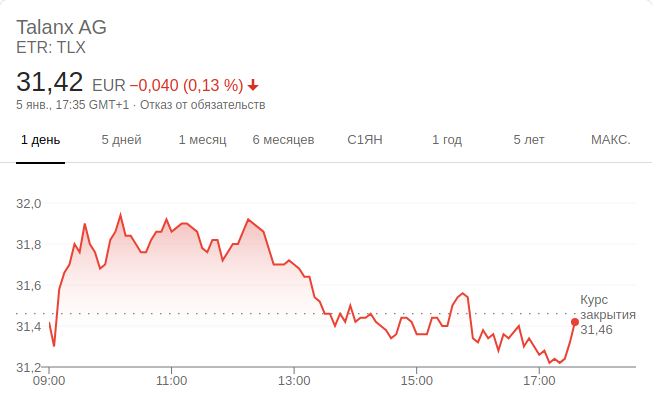 Talanx AG
ETR: TLX
31,42 EUR −0,040 (0,13 %)
5 янв., 17:35 GMT+1 · Отказ от обязательств
1 день 5 дней 1 месяц 6 месяцев С1ЯН 1 год 5 лет МАКС.
32,0
31,8
31,6
31,4
31,2
Курс
закрытия
31,46
09:00 11:00 13:00 15:00 17:00